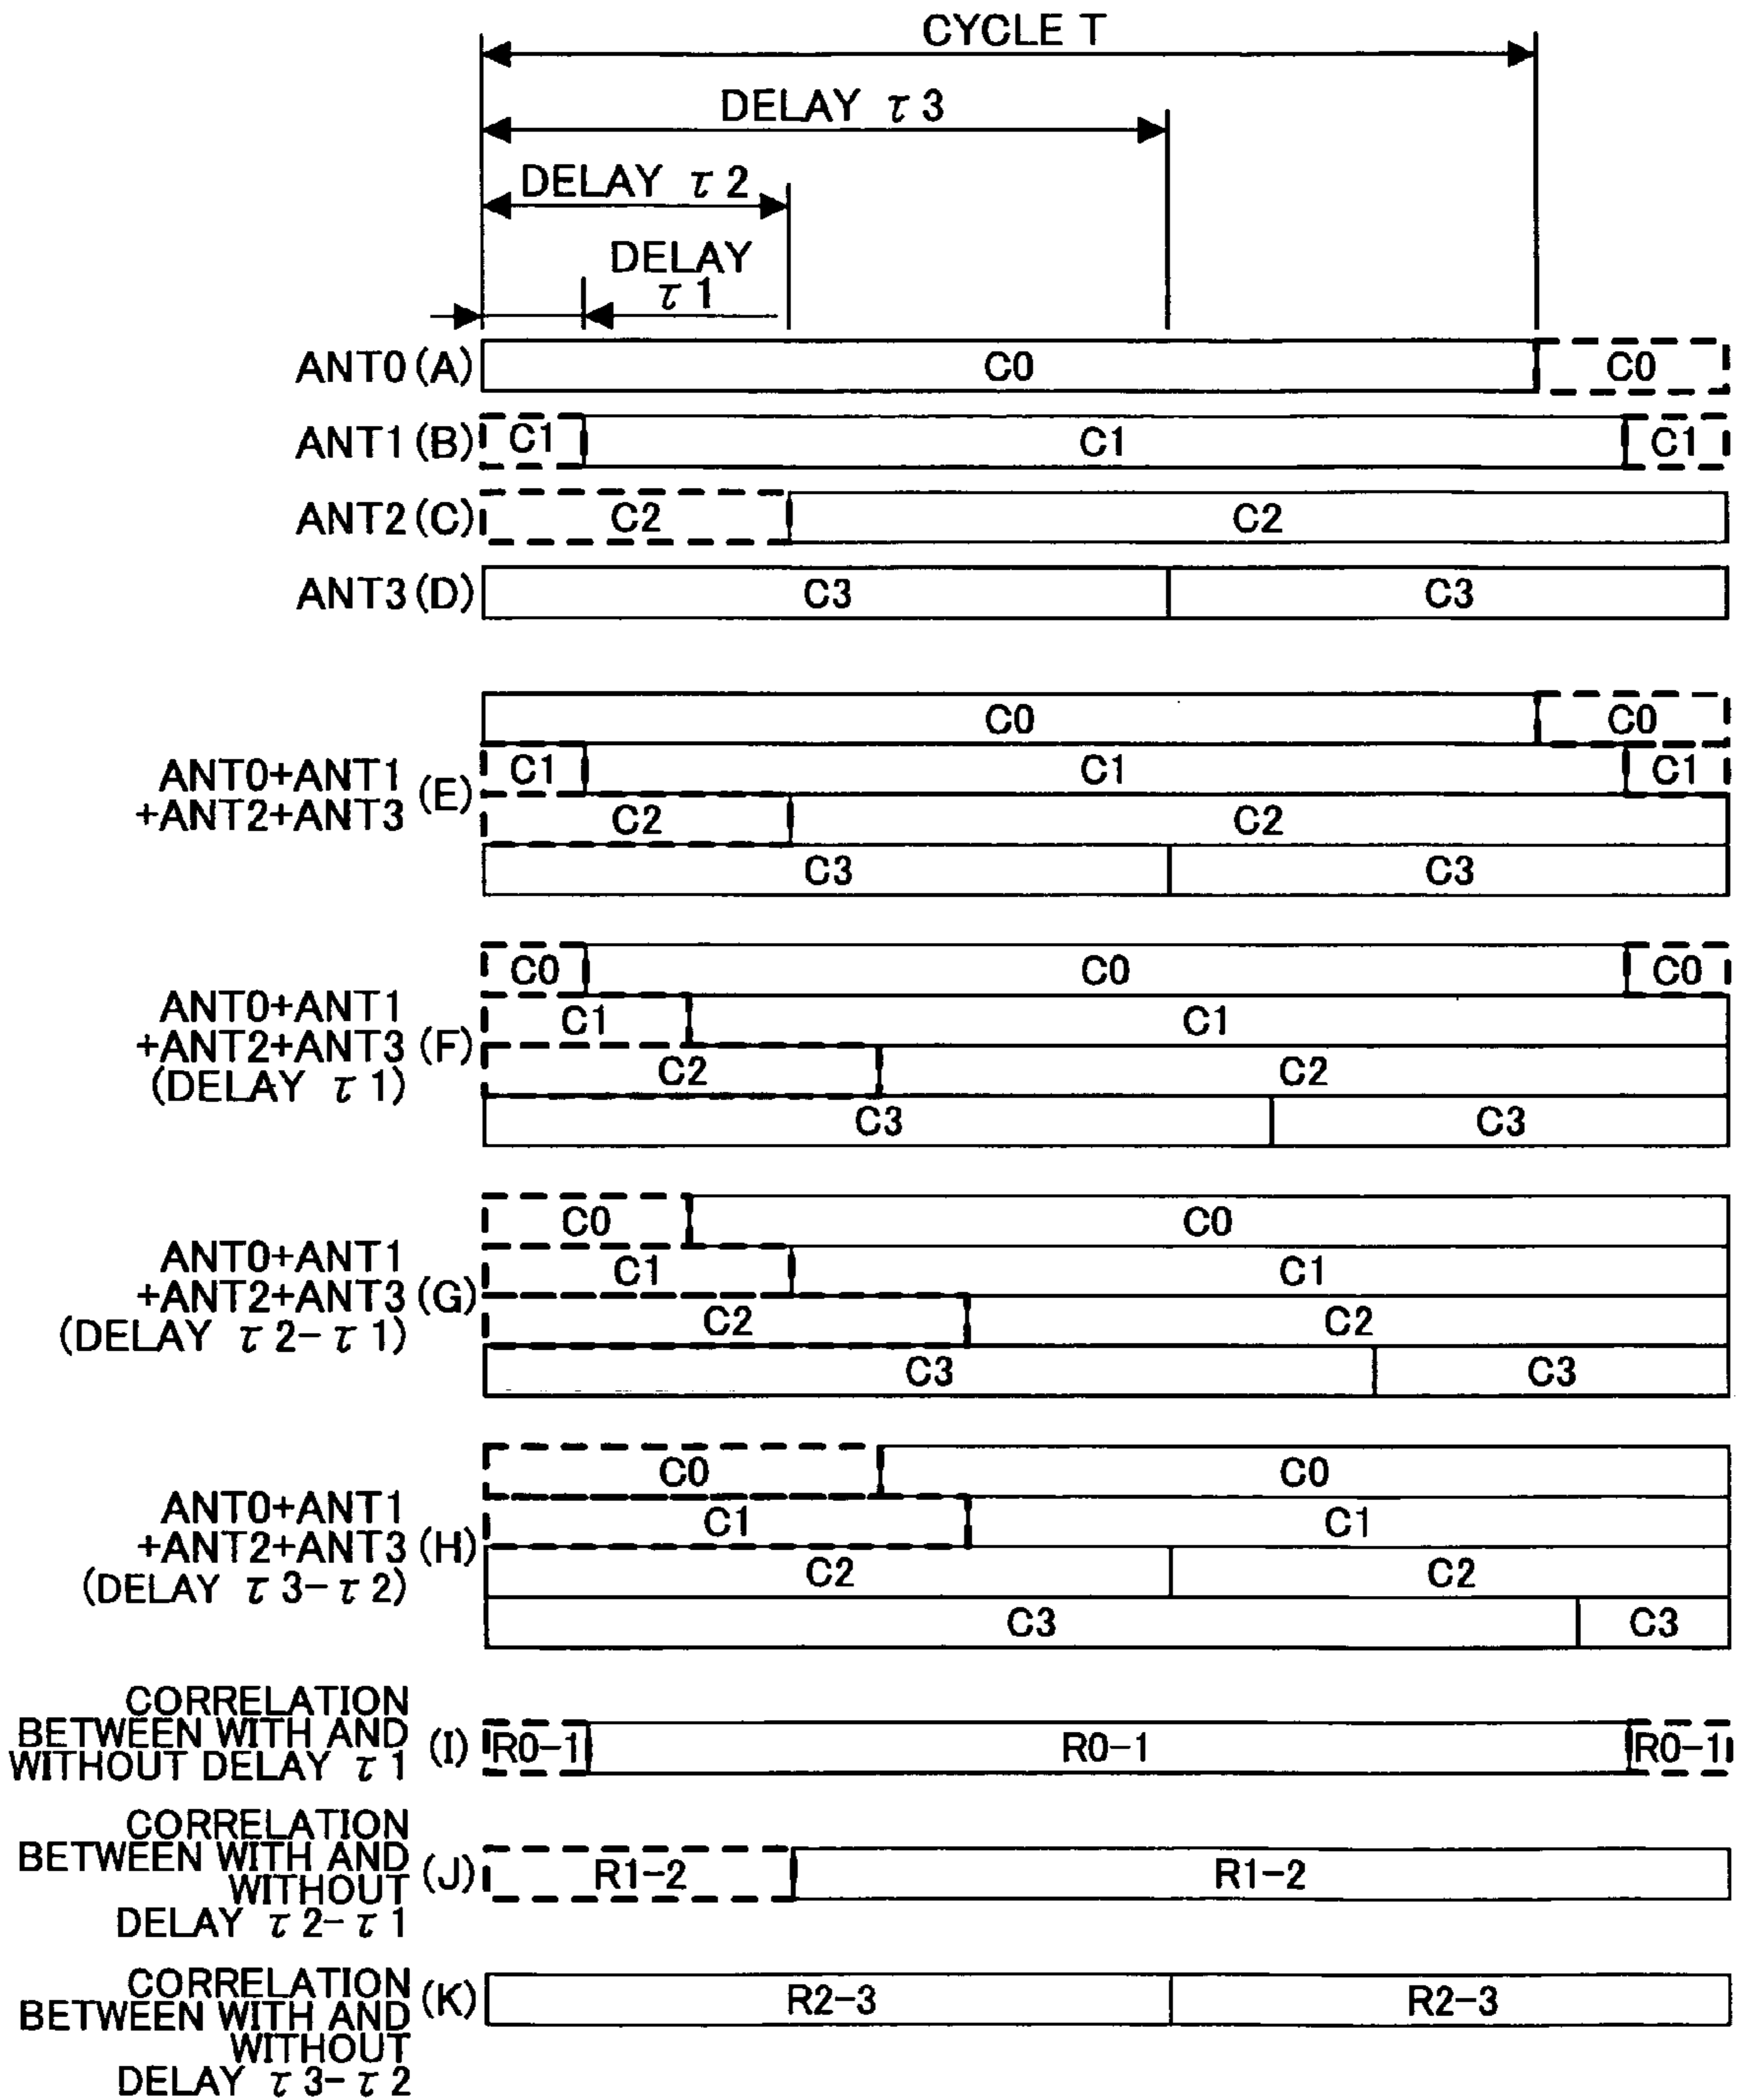 CYCLE T
DELAY τ3
DELAY τ2
DELAY
τ1
ANT0 (A) C0 C0
ANT1 (B) C1 C1 C1
ANT2 (C) C2 C2
ANT3 (D) C3 C3
ANT0+ANT1
+ANT2+ANT3
(E)
C0 C0
C1 C1 C1
C2 C2
C3 C3
ANT0+ANT1
+ANT2+ANT3
(DELAY τ1)
(F)
C0 C0 C0
C1 C1
C2 C2
C3 C3
ANT0+ANT1
+ANT2+ANT3
(DELAY τ2-τ1)
(G)
C0 C0
C1 C1
C2 C2
C3 C3
ANT0+ANT1
+ANT2+ANT3
(DELAY τ3-τ2)
(H)
C0 C0
C1 C1
C2 C2
C3 C3
CORRELATION
BETWEEN WITH AND
WITHOUT DELAY τ1
(I) R0-1 R0-1 R0-1
CORRELATION
BETWEEN WITH AND
WITHOUT
DELAY τ2-τ1
(J) R1-2 R1-2
CORRELATION
BETWEEN WITH AND
WITHOUT
DELAY τ3-τ2
(K) R2-3 R2-3